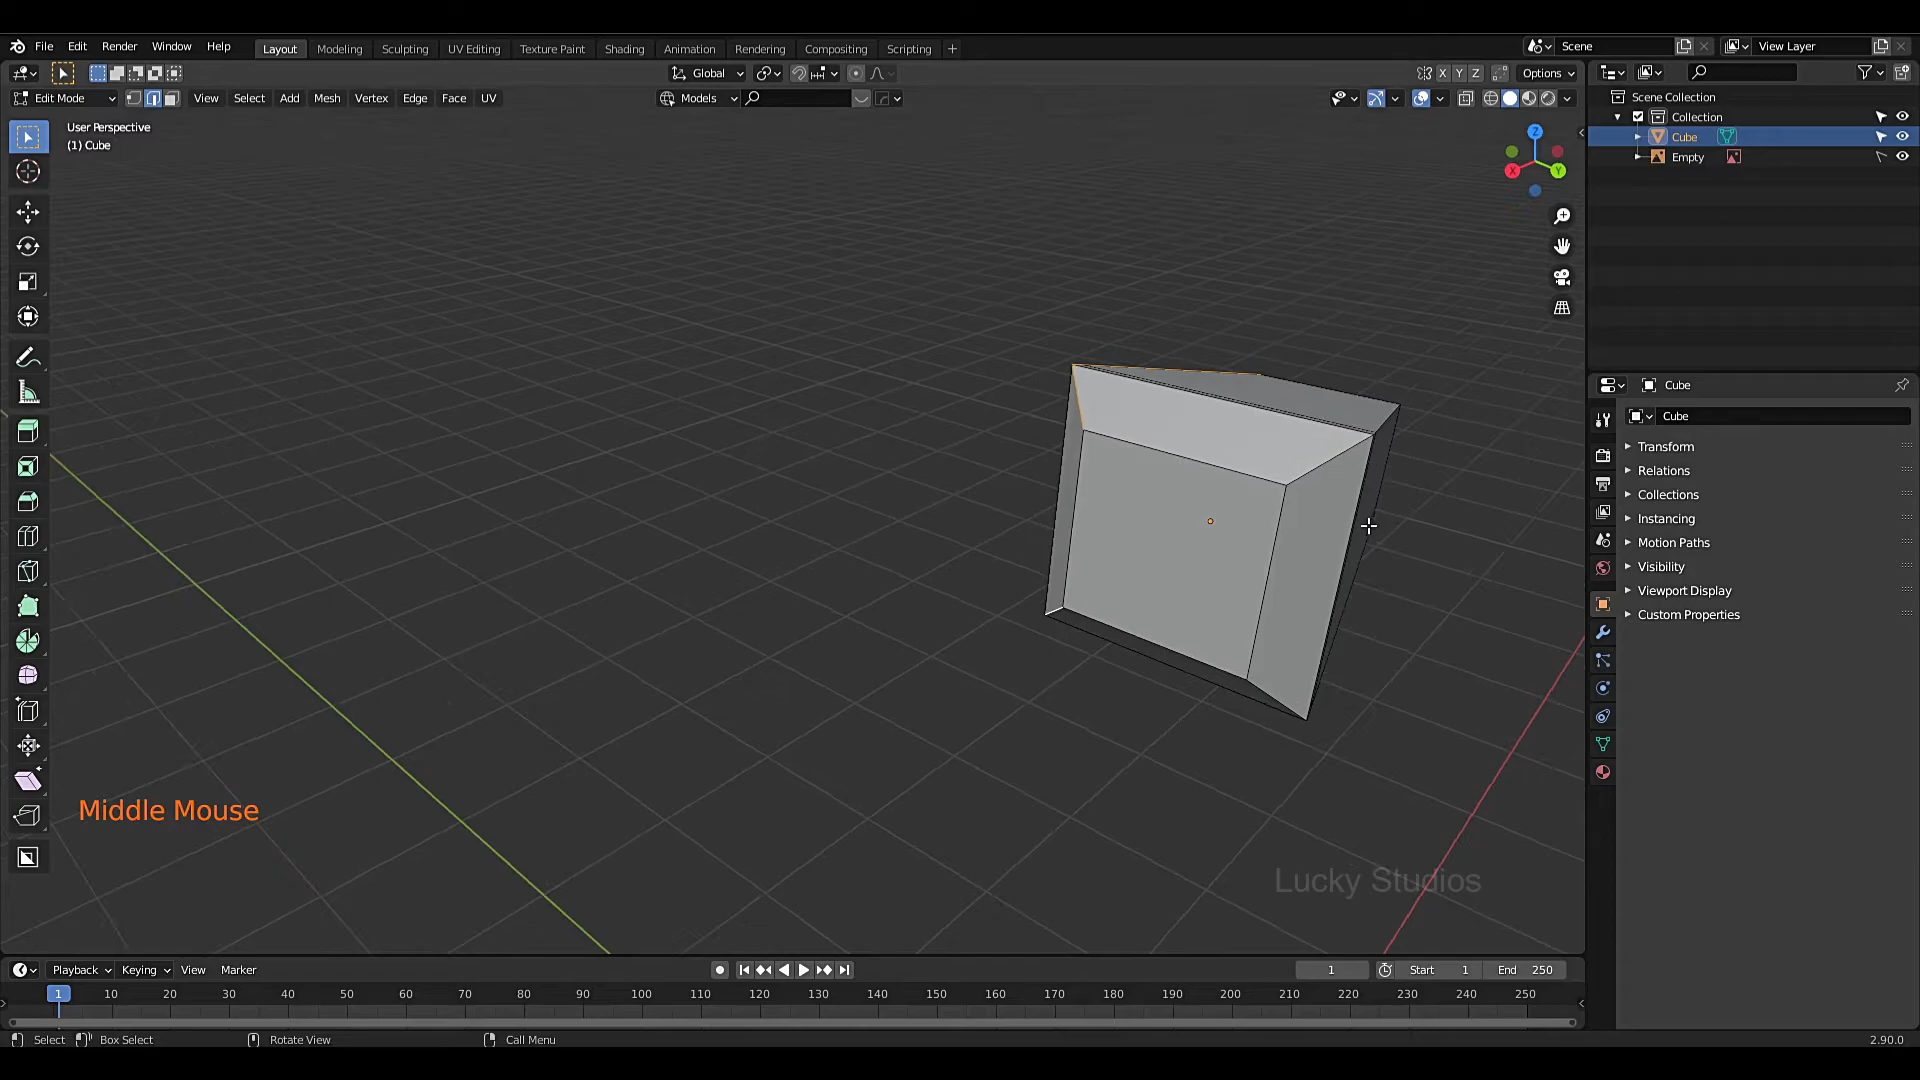 File Edit Render Window Help Layout Modeling Sculpting UV Editing Texture Paint Shading Animation Rendering Compositing Scripting + Scene View Layer
Global X Y Z Options
Edit Mode View Select Add Mesh Vertex Edge Face UV Models
User Perspective
(1) Cube
Z
X Y
Scene Collection
Collection
Cube
Empty
Cube
Cube
Transform
Relations
Collections
Instancing
Motion Paths
Visibility
Viewport Display
Custom Properties
Middle Mouse
Lucky Studios
Playback Keying View Marker 1 Start 1 End 250
1 10 20 30 40 50 60 70 80 90 100 110 120 130 140 150 160 170 180 190 200 210 220 230 240 250
Select Box Select Rotate View Call Menu 2.90.0